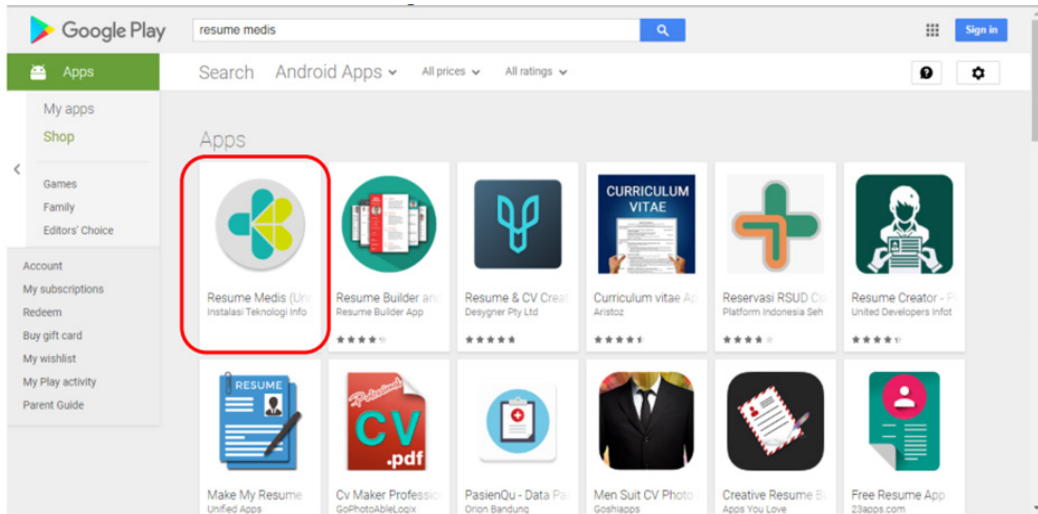 Google Play
resume medis
Sign in
Apps
Search
Android Apps
All prices
All ratings
My apps
Shop
Games
Family
Editors' Choice
Account
My subscriptions
Redeem
Buy gift card
My wishlist
My Play activity
Parent Guide
Apps
Resume Medis (Un
Instalasi Teknologi Info
Resume Builder and
Resume Builder App
Resume & CV Creat
Desygner Pty Ltd
CURRICULUM
VITAE
Curriculum vitae Ap
Aristoz
Reservasi RSUD
Platform Indonesia Seh
Resume Creator - P
United Developers Infot
RESUME
Make My Resume
Unified Apps
Professional
CV
.pdf
Cv Maker Professio
GoPhotoAbleLogix
PasienQu - Data Pa
Orion Bandung
Men Suit CV Photo
Goshiapps
Creative Resume B
Apps You Love
Free Resume App
23apps.com